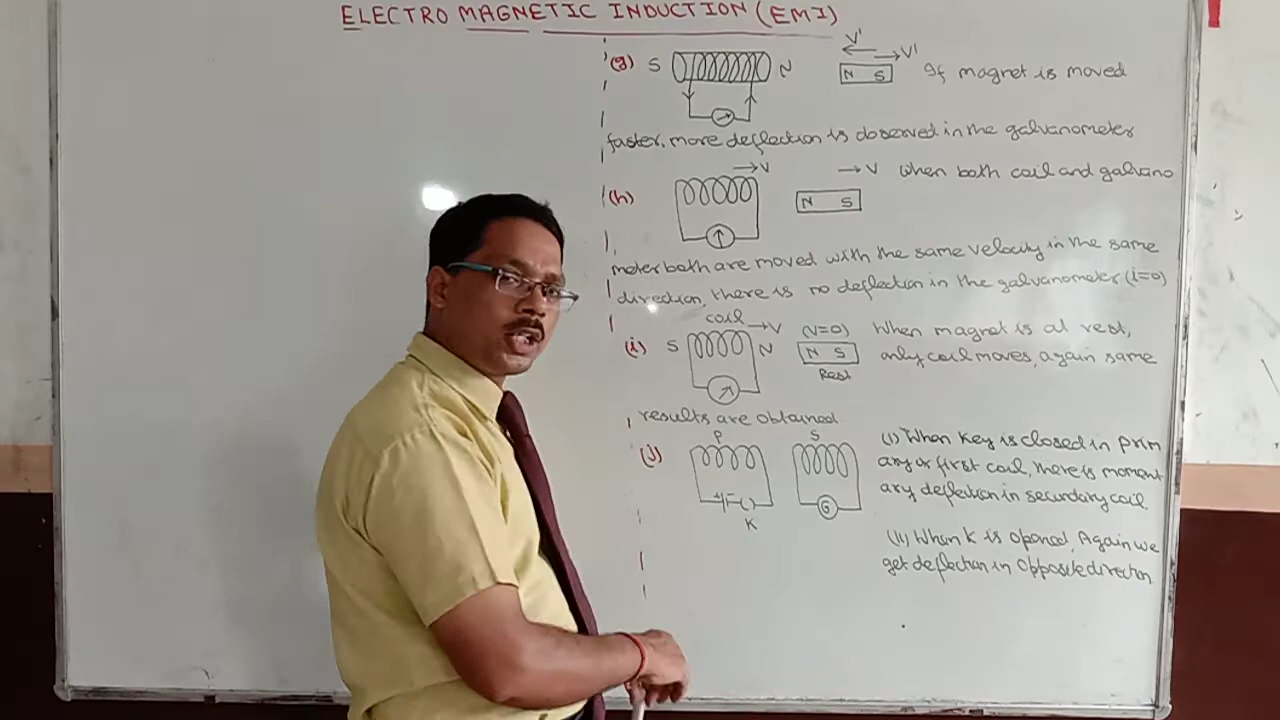 ELECTRO MAGNETIC INDUCTION (EMI)
(g) S N
V' V'
N S
If magnet is moved
faster, more deflection is observed in the galvanometer
(h) V V When both coil and galvano
N S
meter both are moved with the same velocity in the same
direction, there is no deflection in the galvanometer (i=0)
coil V (V=0) When magnet is at rest,
(i) S N N S only coil moves, again same
Rest
results are obtained
(j) P S (i) When Key is closed in prim
ary or first coil, there is moment
ary deflection in secundary coil.
G
K
(ii) When K is opened, Again we
get deflection in opposite direction